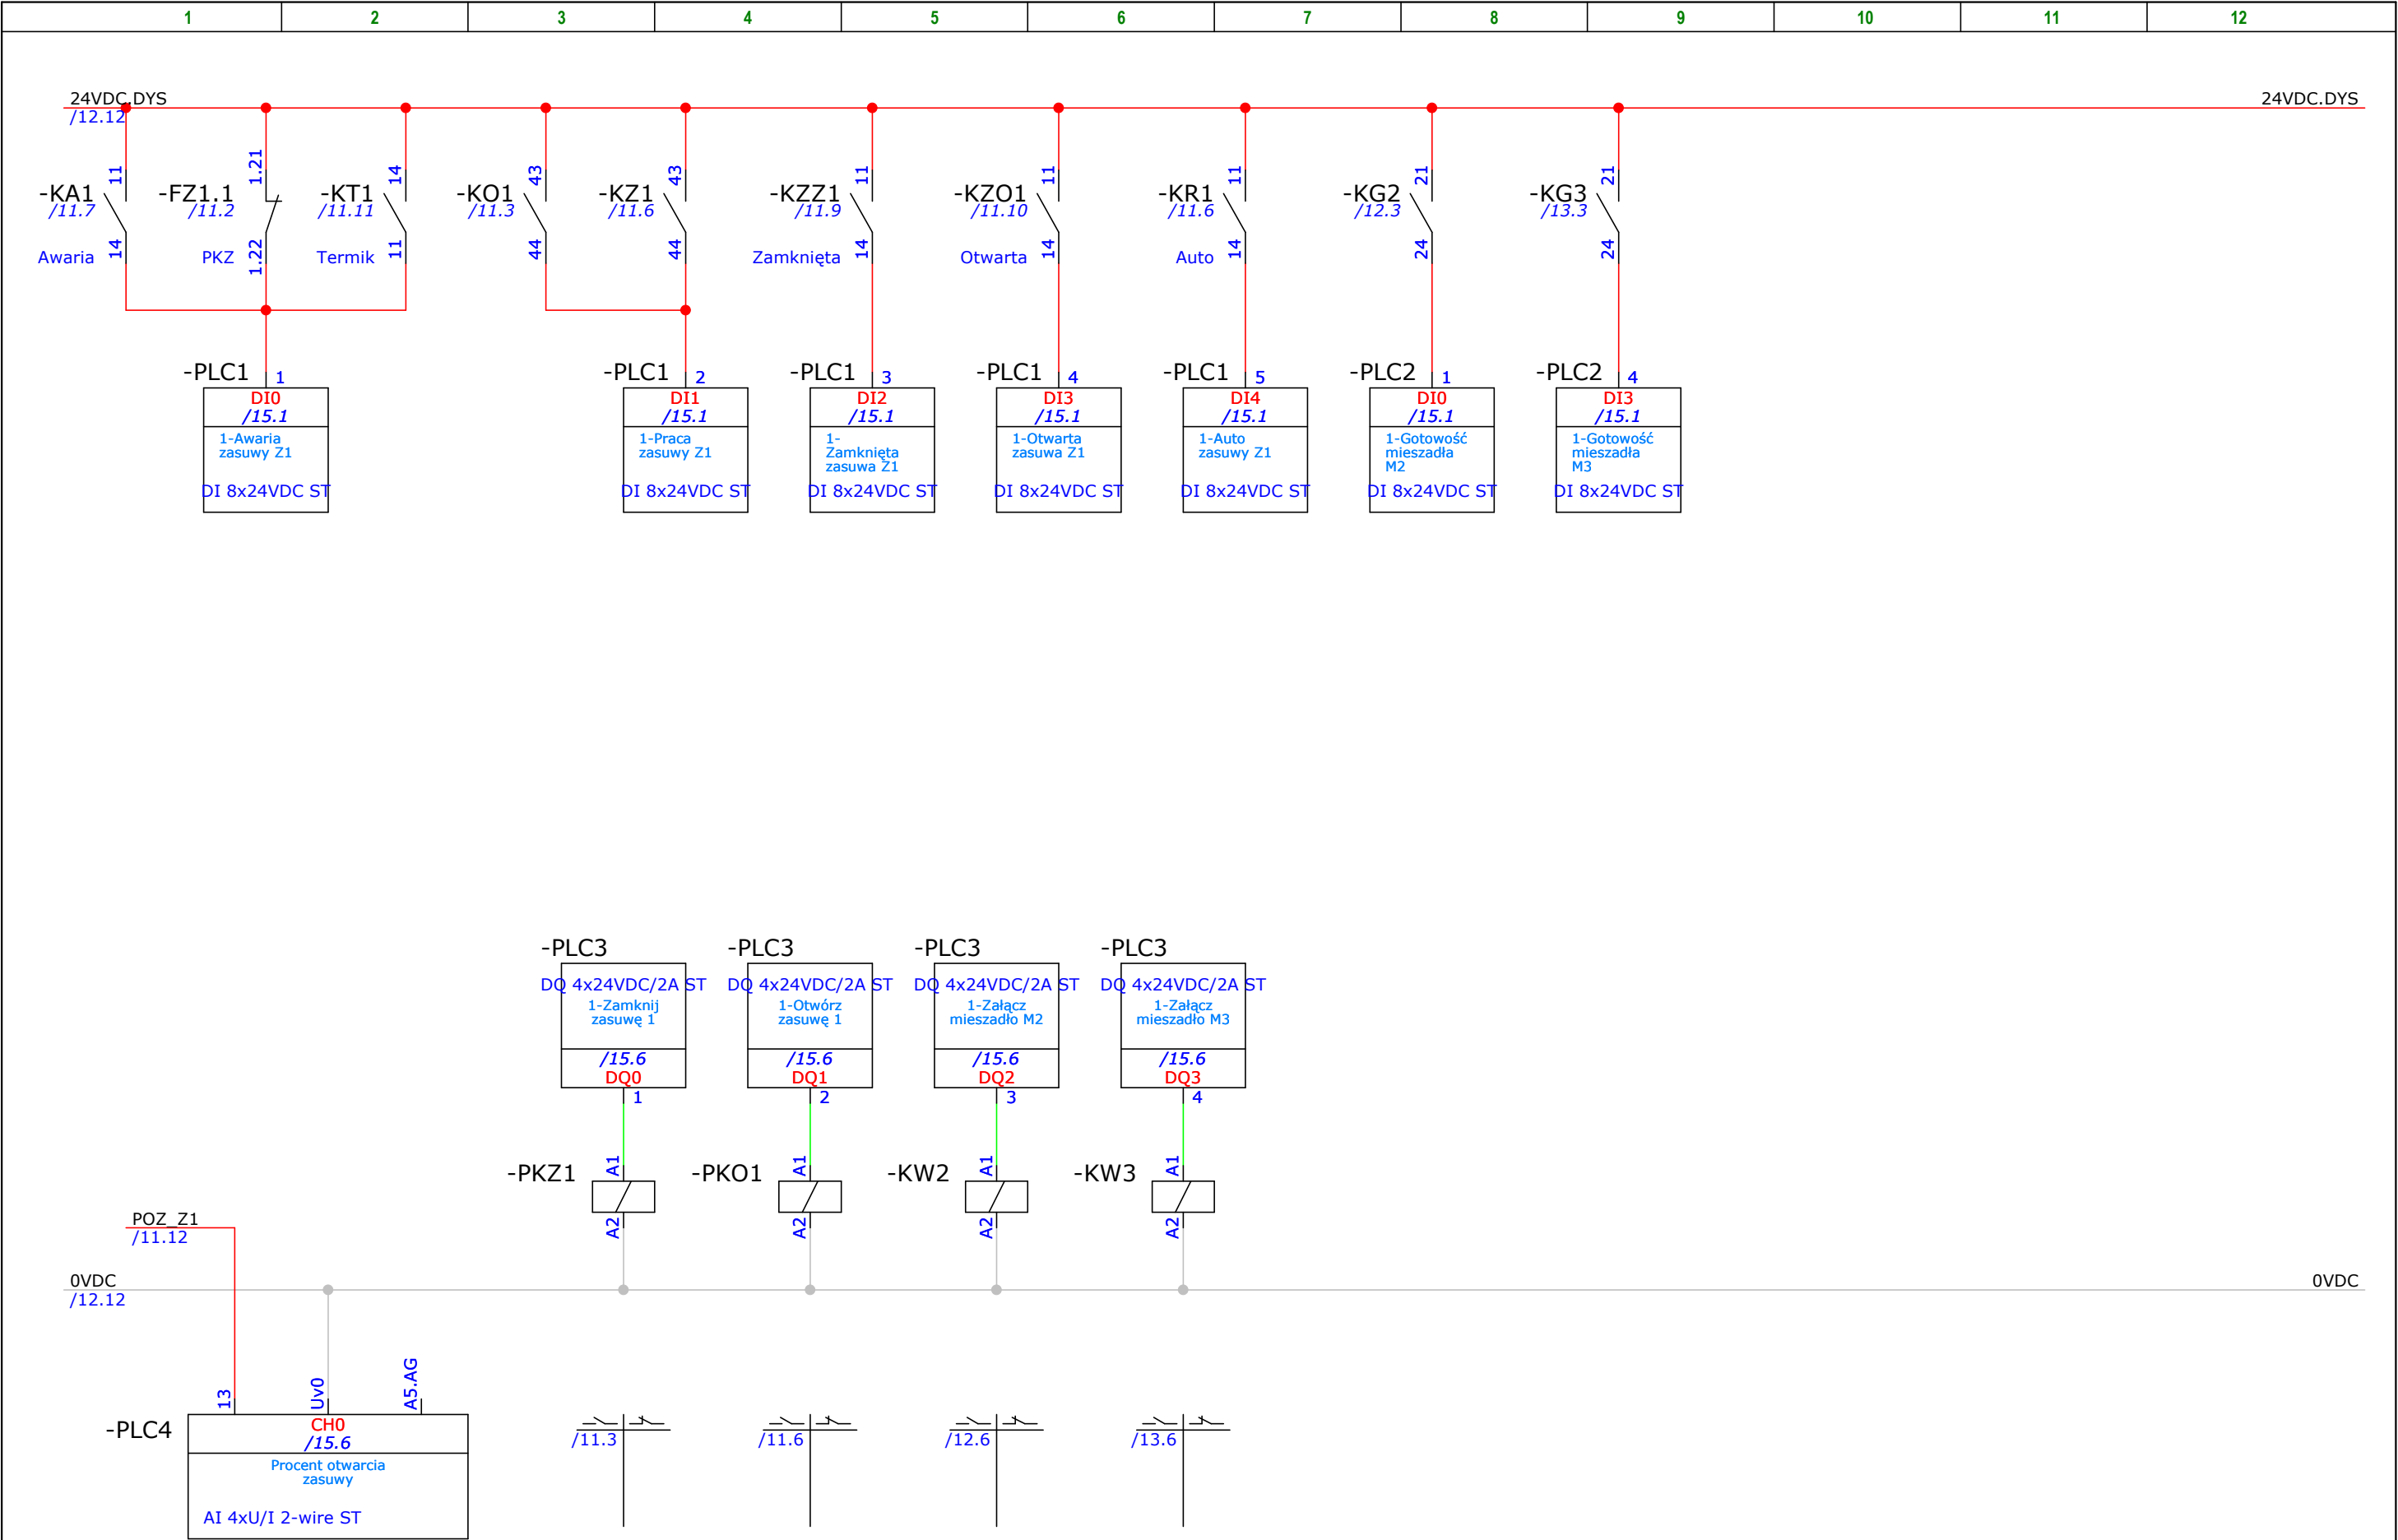 1 2 3 4 5 6 7 8 9 10 11 12
24VDC.DYS 24VDC.DYS
/12.12
11 1.21 14 43 43 11 11 11 21 21
-KA1 -FZ1.1 -KT1 -KO1 -KZ1 -KZZ1 -KZO1 -KR1 -KG2 -KG3
/11.7 /11.2 /11.11 /11.3 /11.6 /11.9 /11.10 /11.6 /12.3 /13.3
Awaria 14 PKZ 1.22 Termik 11 44 44 Zamknięta 14 Otwarta 14 Auto 14 24 24
-PLC1 1 -PLC1 2 -PLC1 3 -PLC1 4 -PLC1 5 -PLC2 1 -PLC2 4
DI0 DI1 DI2 DI3 DI4 DI0 DI3
/15.1 /15.1 /15.1 /15.1 /15.1 /15.1 /15.1
1-Awaria
zasuwy Z1
DI 8x24VDC ST
1-Praca
zasuwy Z1
DI 8x24VDC ST
1-
Zamknięta
zasuwa Z1
DI 8x24VDC ST
1-Otwarta
zasuwa Z1
DI 8x24VDC ST
1-Auto
zasuwy Z1
DI 8x24VDC ST
1-Gotowość
mieszadła
M2
DI 8x24VDC ST
1-Gotowość
mieszadła
M3
DI 8x24VDC ST
-PLC3 -PLC3 -PLC3 -PLC3
DQ 4x24VDC/2A ST DQ 4x24VDC/2A ST DQ 4x24VDC/2A ST DQ 4x24VDC/2A ST
1-Zamknij
zasuwę 1
1-Otwórz
zasuwę 1
1-Załącz
mieszadło M2
1-Załącz
mieszadło M3
/15.6 /15.6 /15.6 /15.6
DQ0 DQ1 DQ2 DQ3
1 2 3 4
A1 A1 A1 A1
-PKZ1 -PKO1 -KW2 -KW3
A2 A2 A2 A2
POZ_Z1
/11.12
0VDC 0VDC
/12.12
13 Uv0 A5.AG
-PLC4
CH0
/15.6
Procent otwarcia
zasuwy
AI 4xU/I 2-wire ST
/11.3 /11.6 /12.6 /13.6